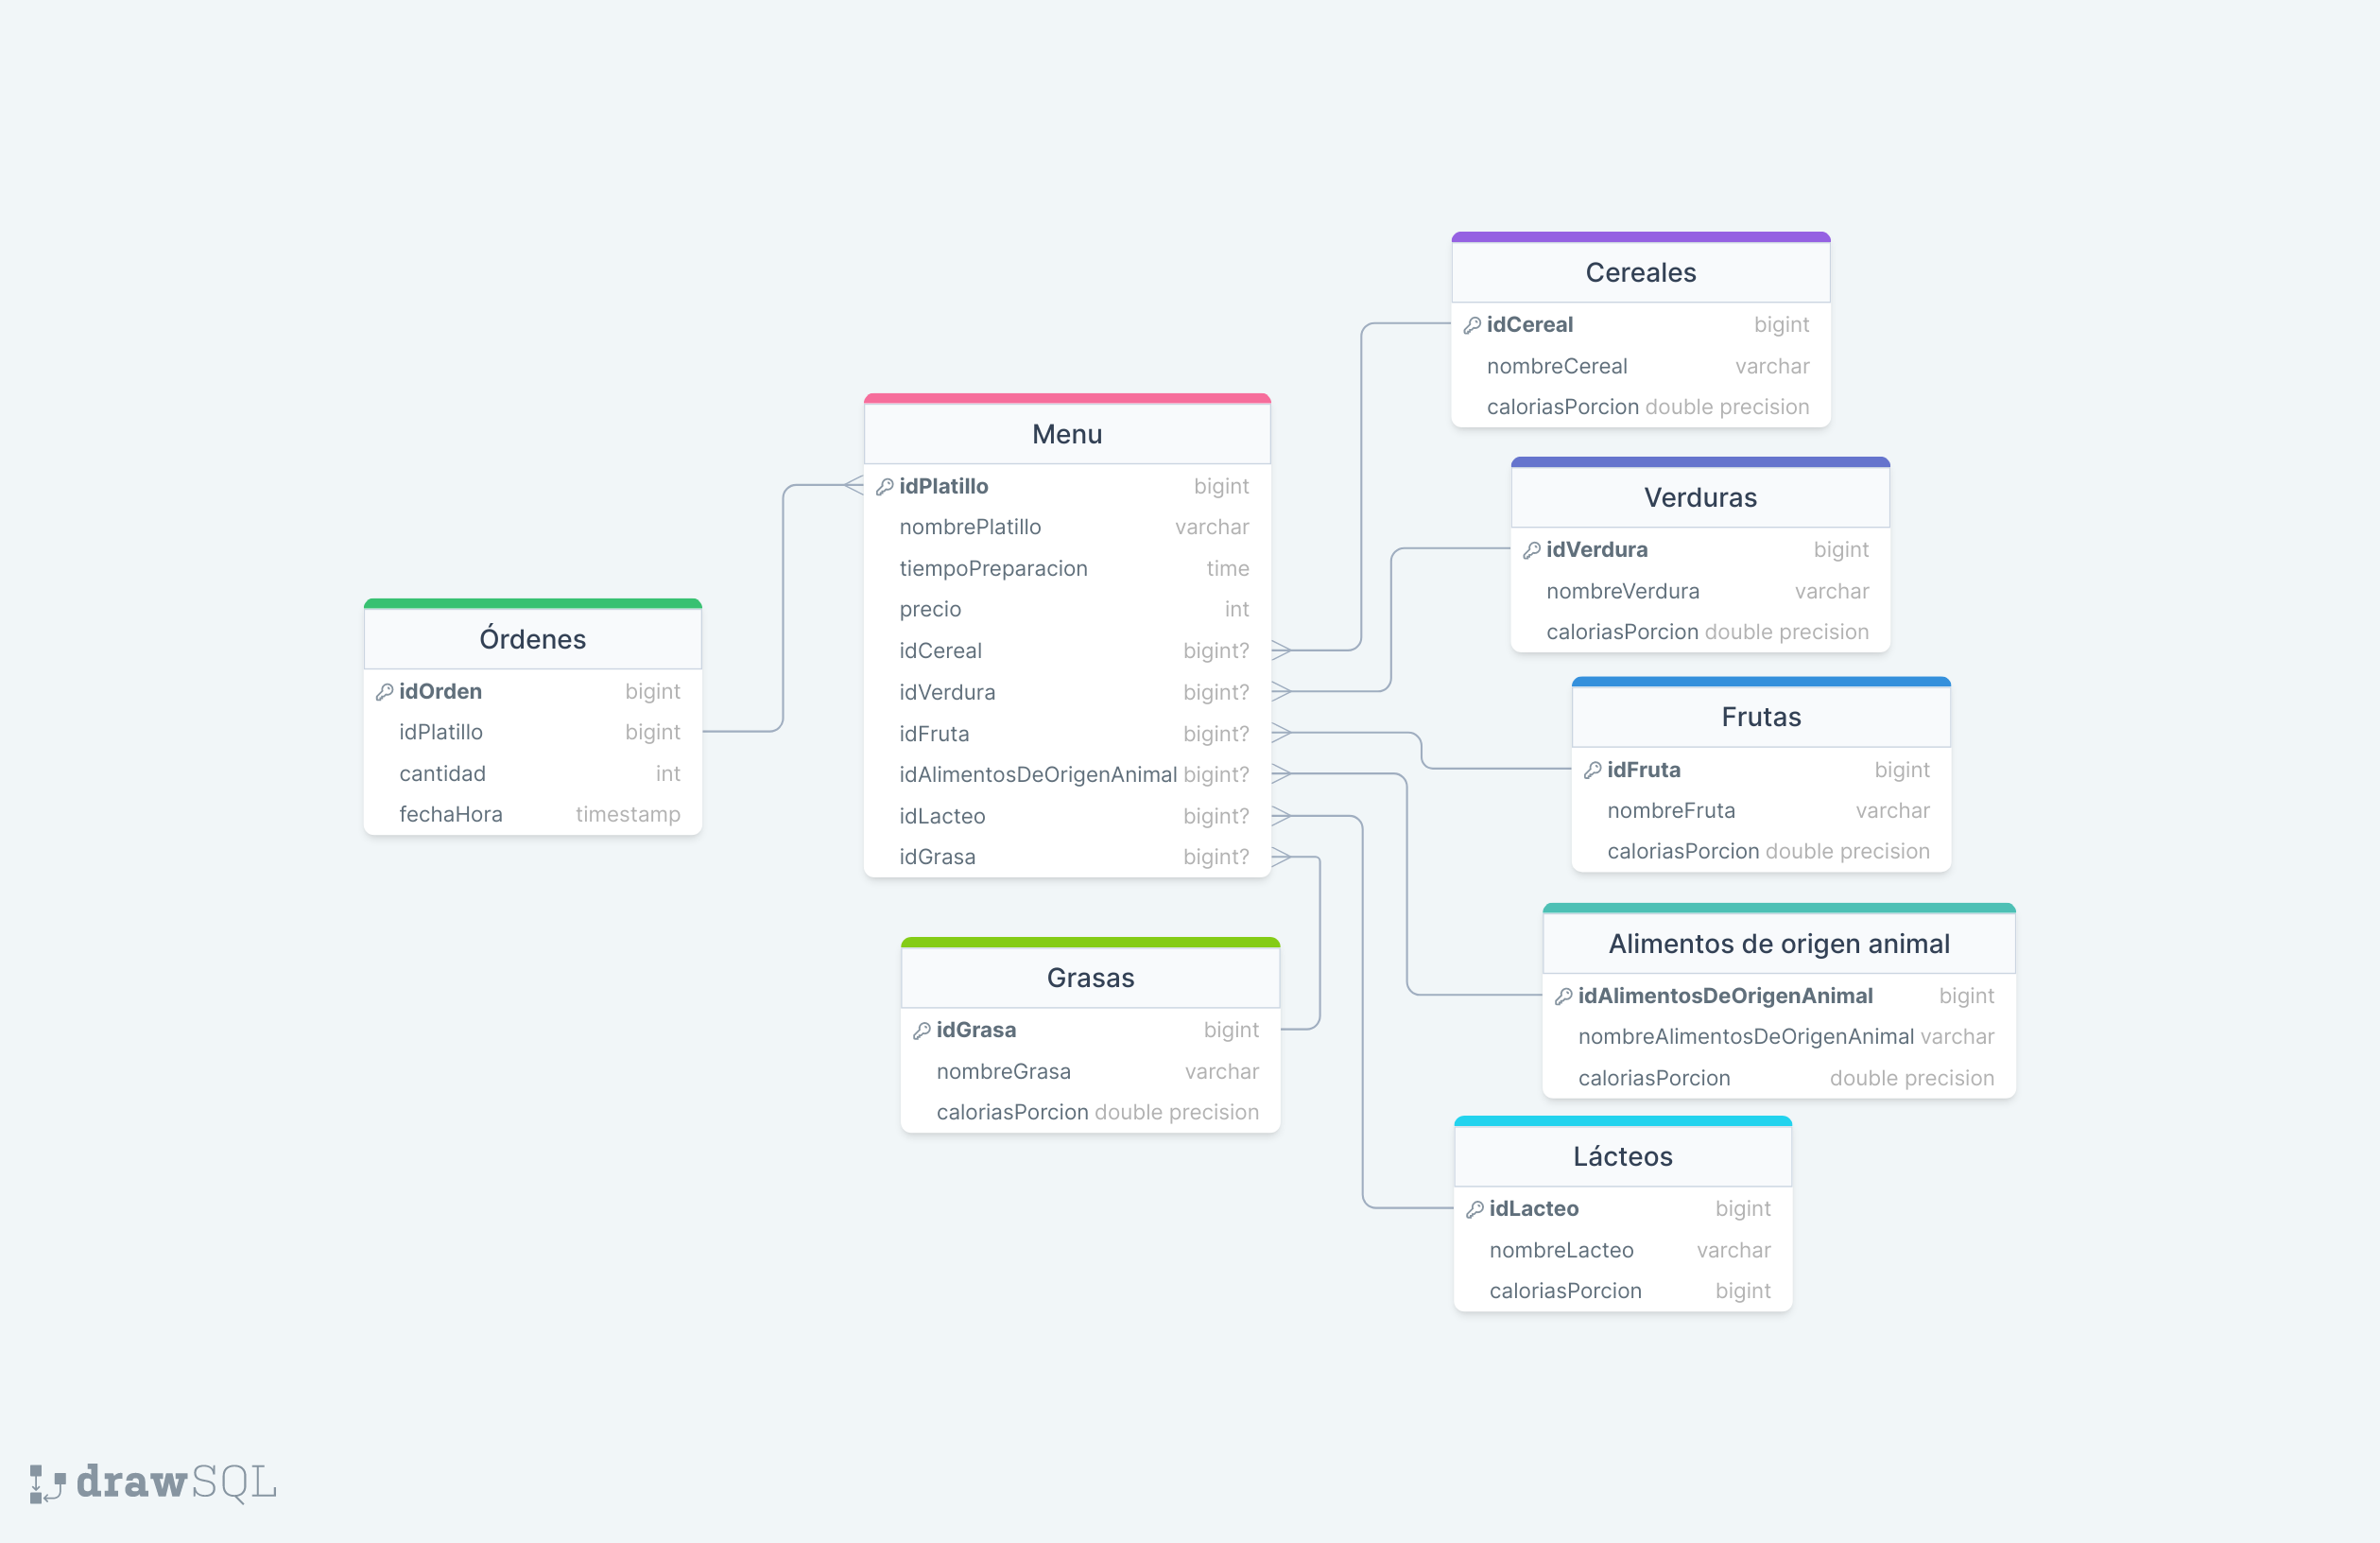 Órdenes
idOrden bigint
idPlatillo bigint
cantidad int
fechaHora timestamp
Menu
idPlatillo bigint
nombrePlatillo varchar
tiempoPreparacion time
precio int
idCereal bigint?
idVerdura bigint?
idFruta bigint?
idAlimentosDeOrigenAnimal bigint?
idLacteo bigint?
idGrasa bigint?
Grasas
idGrasa bigint
nombreGrasa varchar
caloriasPorcion double precision
Cereales
idCereal bigint
nombreCereal varchar
caloriasPorcion double precision
Verduras
idVerdura bigint
nombreVerdura varchar
caloriasPorcion double precision
Frutas
idFruta bigint
nombreFruta varchar
caloriasPorcion double precision
Alimentos de origen animal
idAlimentosDeOrigenAnimal bigint
nombreAlimentosDeOrigenAnimal varchar
caloriasPorcion double precision
Lácteos
idLacteo bigint
nombreLacteo varchar
caloriasPorcion bigint
drawSQL